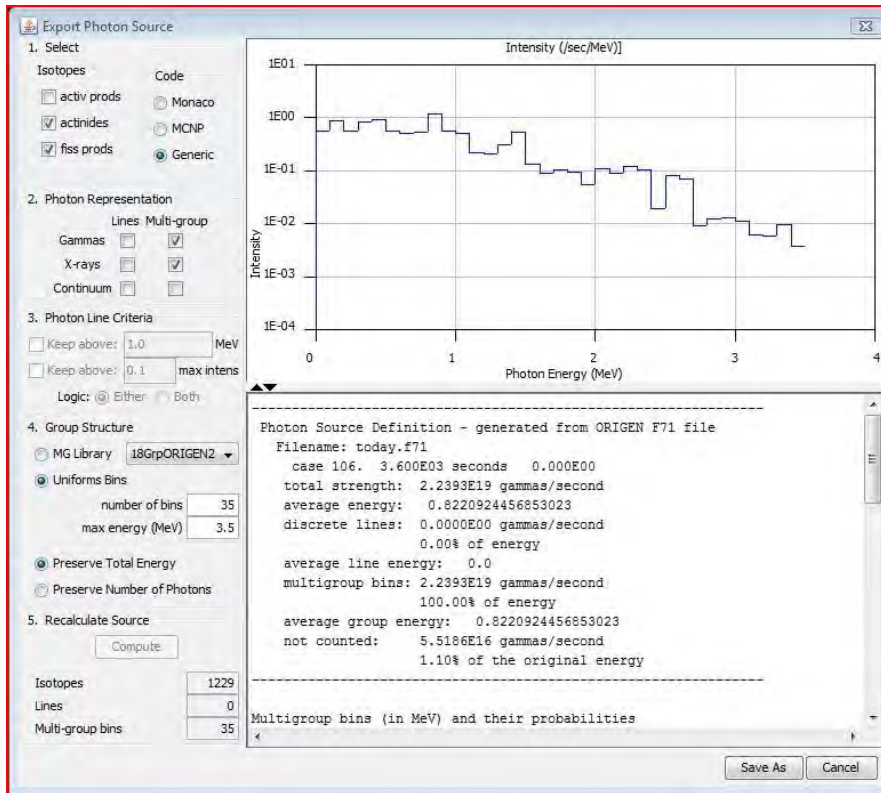 Export Photon Source
1. Select
Isotopes
Code
activ prods
Monaco
actinides
MCNP
fiss prods
Generic
2. Photon Representation
Lines Multi-group
Gammas
X-rays
Continuum
3. Photon Line Criteria
Keep above: 1.0 MeV
Keep above: 0.1 max intens
Logic: Either Both
4. Group Structure
MG Library 18GrpORIGEN2
Uniforms Bins
number of bins 35
max energy (MeV) 3.5
Preserve Total Energy
Preserve Number of Photons
5. Recalculate Source
Compute
Isotopes 1229
Lines 0
Multi-group bins 35
Intensity (/sec/MeV)]
1E01
1E00
1E-01
1E-02
1E-03
1E-04
Intensity
0 1 2 3 4
Photon Energy (MeV)
Photon Source Definition - generated from ORIGEN F71 file
Filename: today.f71
case 106. 3.600E03 seconds 0.000E00
total strength: 2.2393E19 gammas/second
average energy: 0.8220924456853023
discrete lines: 0.0000E00 gammas/second
0.00% of energy
average line energy: 0.0
multigroup bins: 2.2393E19 gammas/second
100.00% of energy
average group energy: 0.8220924456853023
not counted: 5.5186E16 gammas/second
1.10% of the original energy
Multigroup bins (in MeV) and their probabilities
Save As Cancel